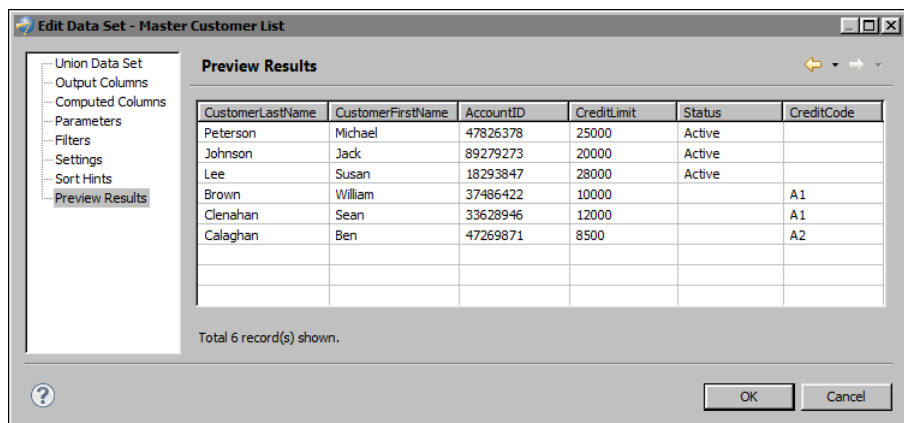 Edit Data Set - Master Customer List
Union Data Set
Output Columns
Computed Columns
Parameters
Filters
Settings
Sort Hints
Preview Results
Preview Results
CustomerLastName CustomerFirstName AccountID CreditLimit Status CreditCode
Peterson Michael 47826378 25000 Active
Johnson Jack 89279273 20000 Active
Lee Susan 18293847 28000 Active
Brown William 37486422 10000 A1
Clenahan Sean 33628946 12000 A1
Calaghan Ben 47269871 8500 A2
Total 6 record(s) shown.
?
OK Cancel